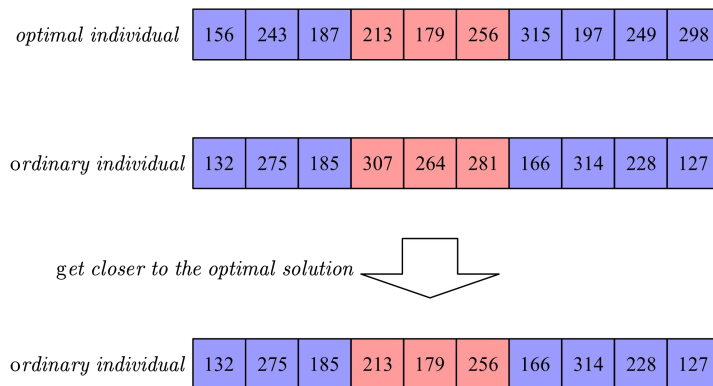 optimal individual 156 243 187 213 179 256 315 197 249 298
ordinary individual 132 275 185 307 264 281 166 314 228 127
get closer to the optimal solution
ordinary individual 132 275 185 213 179 256 166 314 228 127